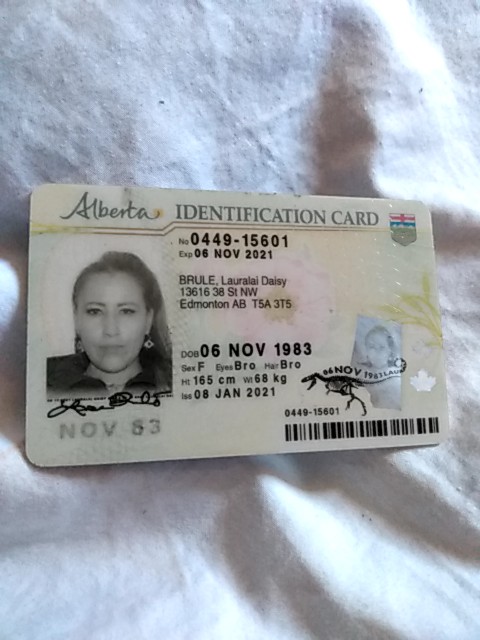 Alberta IDENTIFICATION CARD
No 0449-15601
Exp 06 NOV 2021
BRULE, Lauralai Daisy
13616 38 St NW
Edmonton AB T5A 3T5
DOB 06 NOV 1983
Sex F Eyes Bro Hair Bro
Ht 165 cm Wt 68 kg
Iss 08 JAN 2021
06 NOV 1983 LAU
0449-15601
NOV 83